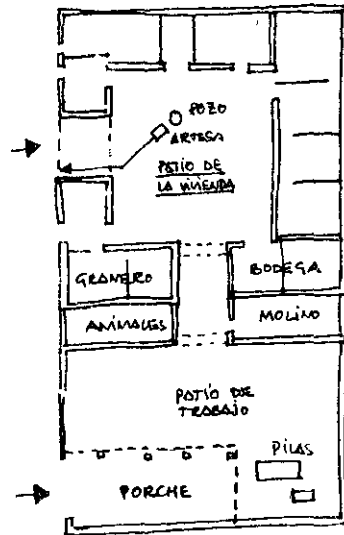 POZO
ARTESA
PATIO DE
LA VIVIENDA
GRANERO
BODEGA
ANIMALES
MOLINO
PATIO DE
TRABAJO
PILAS
PORCHE